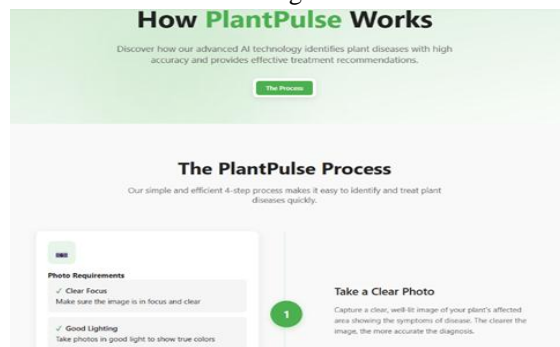 How PlantPulse Works
Discover how our advanced AI technology identifies plant diseases with high
accuracy and provides effective treatment recommendations.
The Process
The PlantPulse Process
Our simple and efficient 4-step process makes it easy to identify and treat plant
diseases quickly.
Photo Requirements
✓ Clear Focus
Make sure the image is in focus and clear
✓ Good Lighting
Take photos in good light to show true colors
1
Take a Clear Photo
Capture a clear, well-lit image of your plant's affected
area showing the symptoms of disease. The clearer the
image, the more accurate the diagnosis.